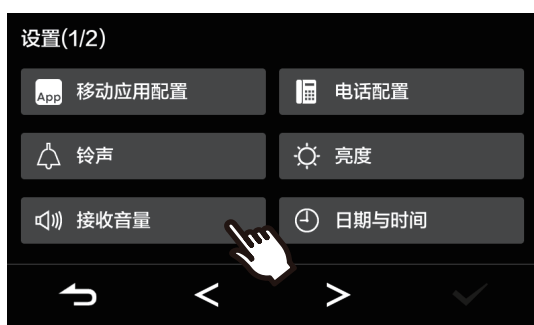 设置(1/2)
App 移动应用配置
电话配置
铃声
亮度
接收音量
日期与时间